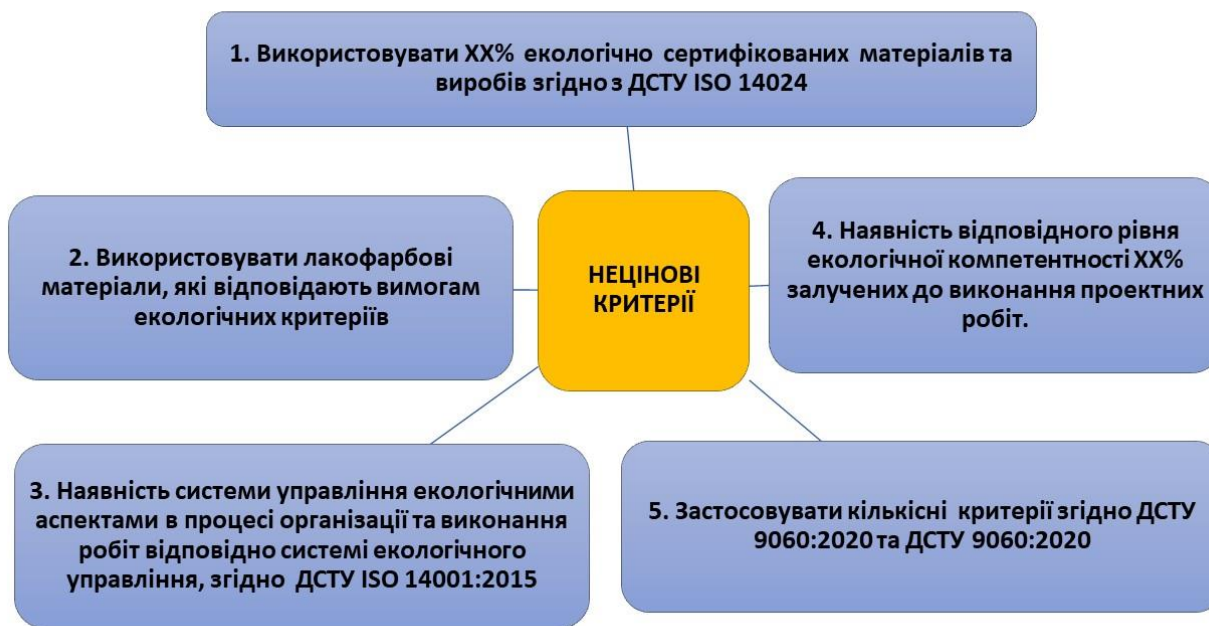 1. Використовувати ХХ% екологічно сертифікованих матеріалів та
виробів згідно з ДСТУ ISO 14024
2. Використовувати лакофарбові
матеріали, які відповідають вимогам
екологічних критеріїв
НЕЦІНОВІ
КРИТЕРІЇ
4. Наявність відповідного рівня
екологічної компетентності ХХ%
залучених до виконання проектних
робіт.
3. Наявність системи управління екологічними
аспектами в процесі організації та виконання
робіт відповідно системі екологічного
управління, згідно ДСТУ ISO 14001:2015
5. Застосовувати кількісні критерії згідно ДСТУ
9060:2020 та ДСТУ 9060:2020